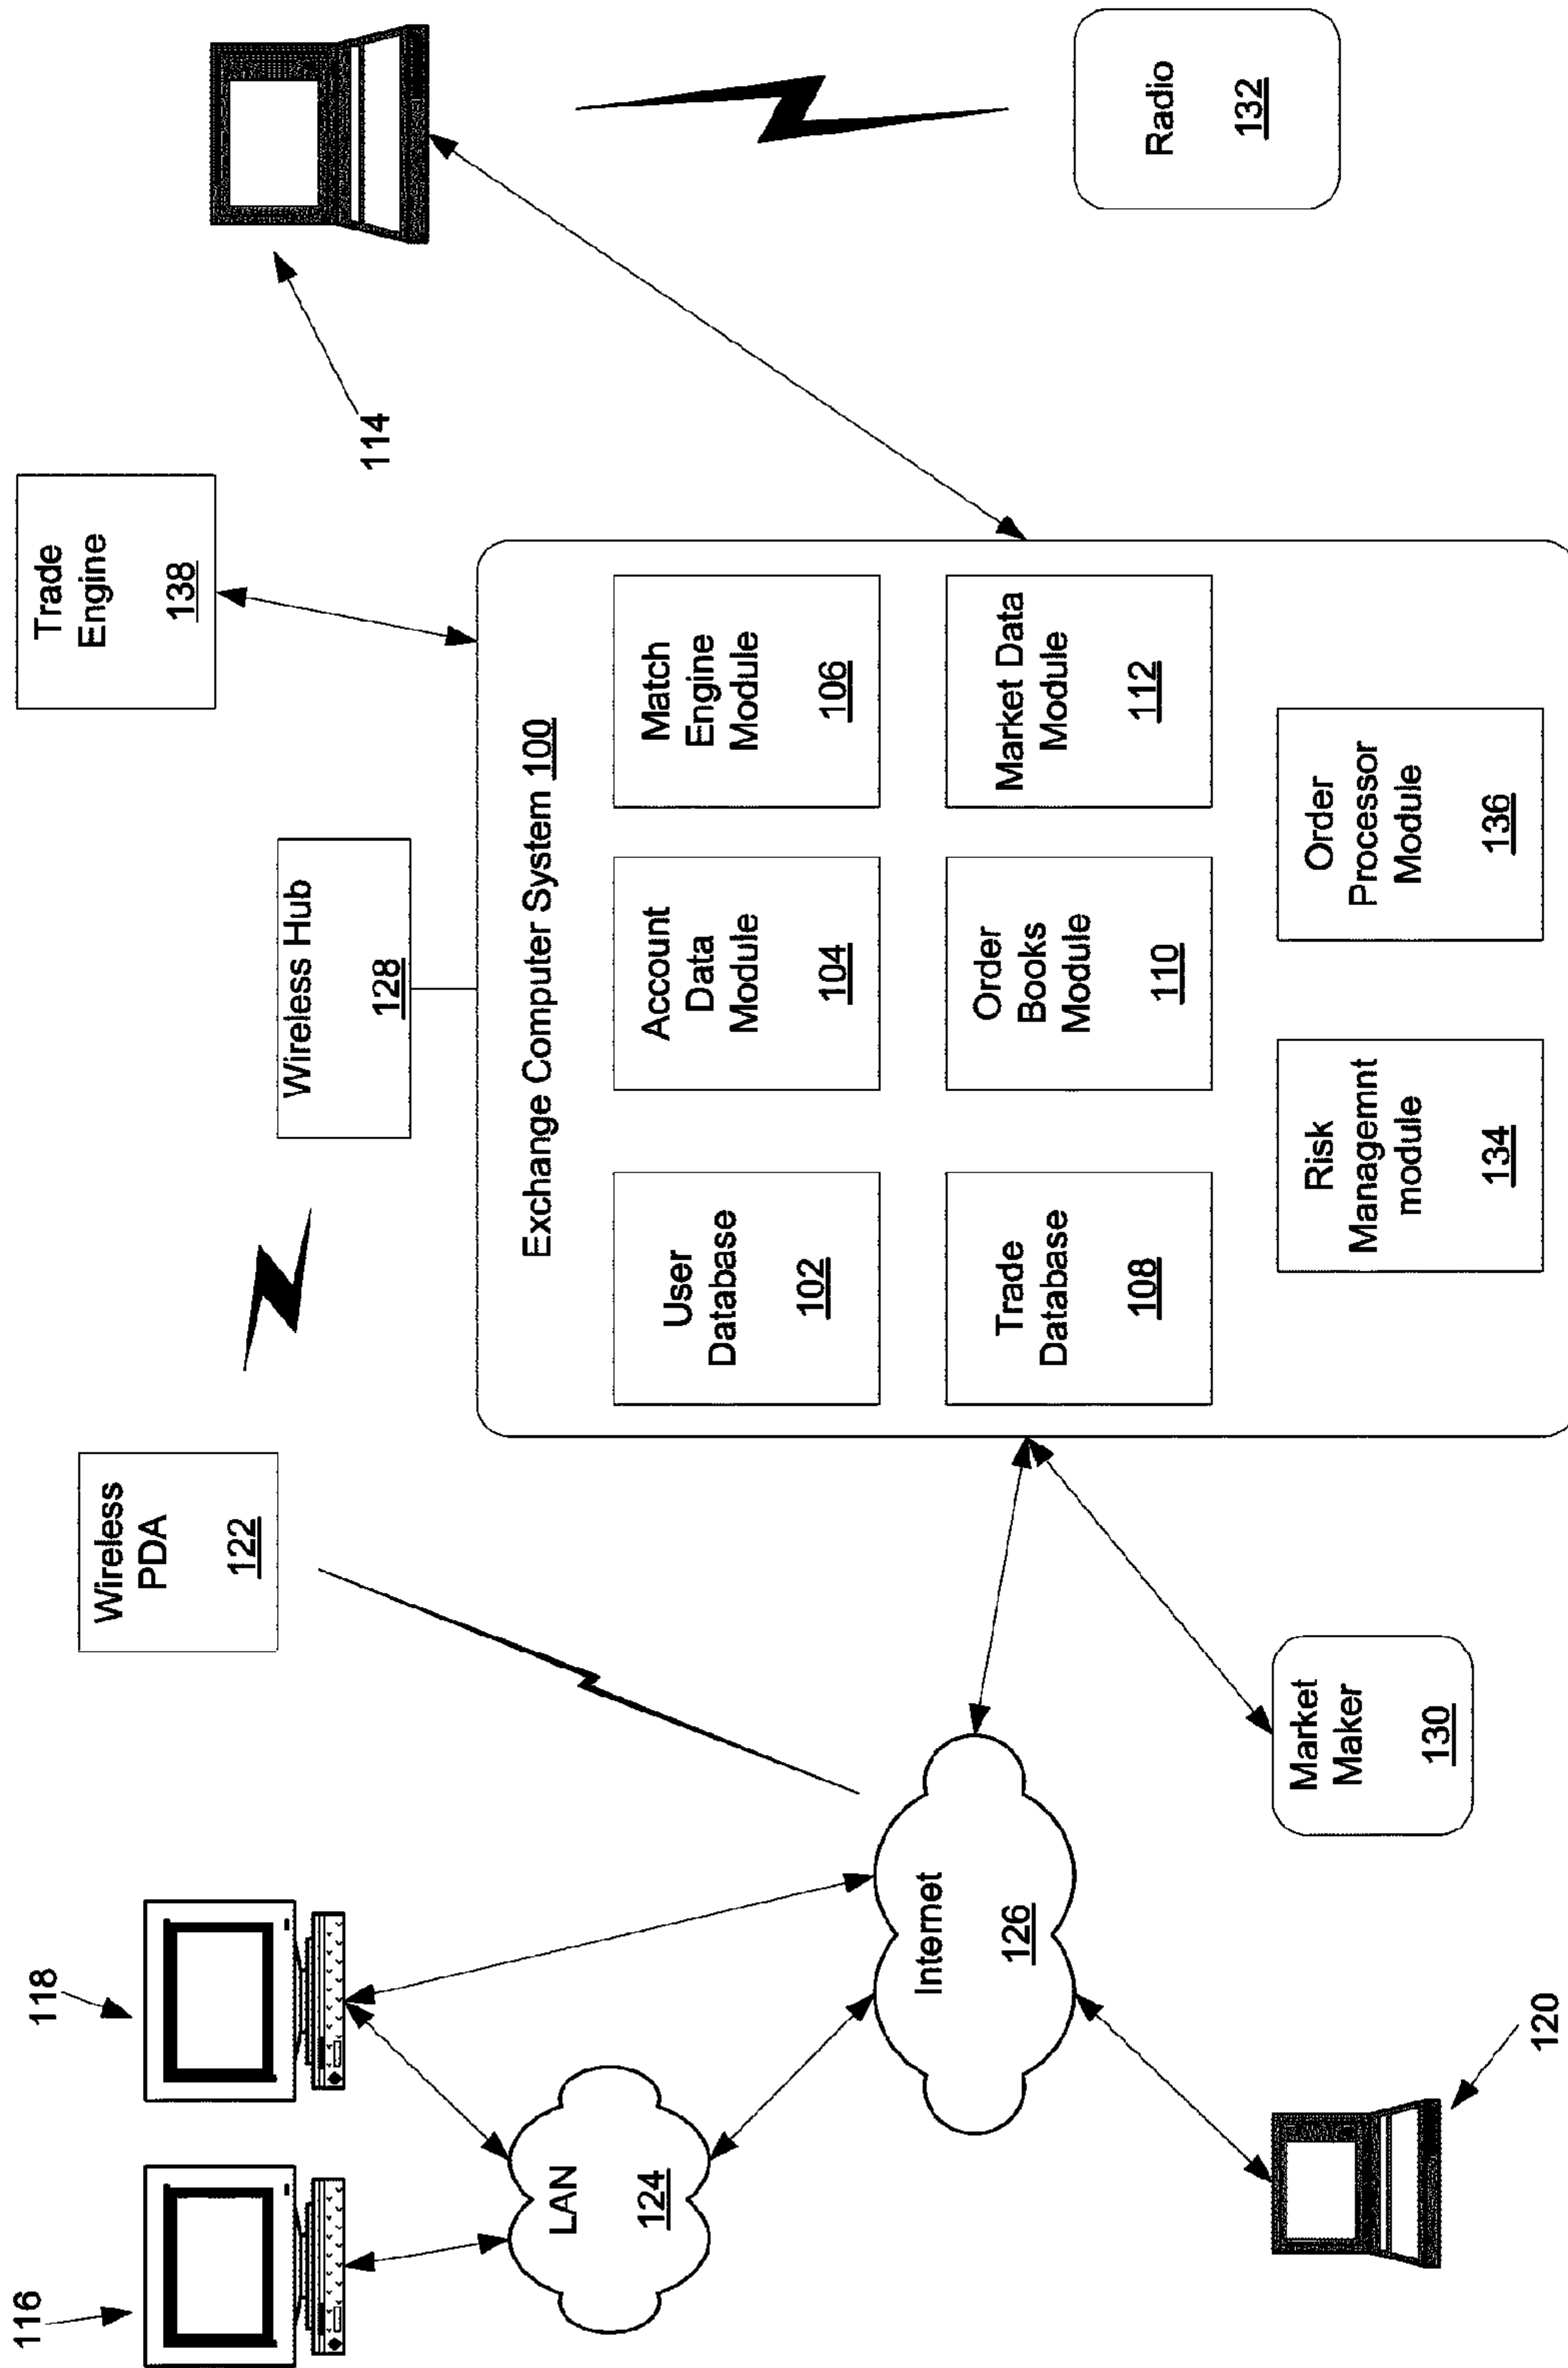 116
118
Wireless
PDA
122
Wireless Hub
128
Trade
Engine
138
114
LAN
124
Internet
126
120
Market
Maker
130
Exchange Computer System 100
User
Database
102
Account
Data
Module
104
Match
Engine
Module
106
Trade
Database
108
Order
Books
Module
110
Market Data
Module
112
Risk
Managemnt
module
134
Order
Processor
Module
136
Radio
132